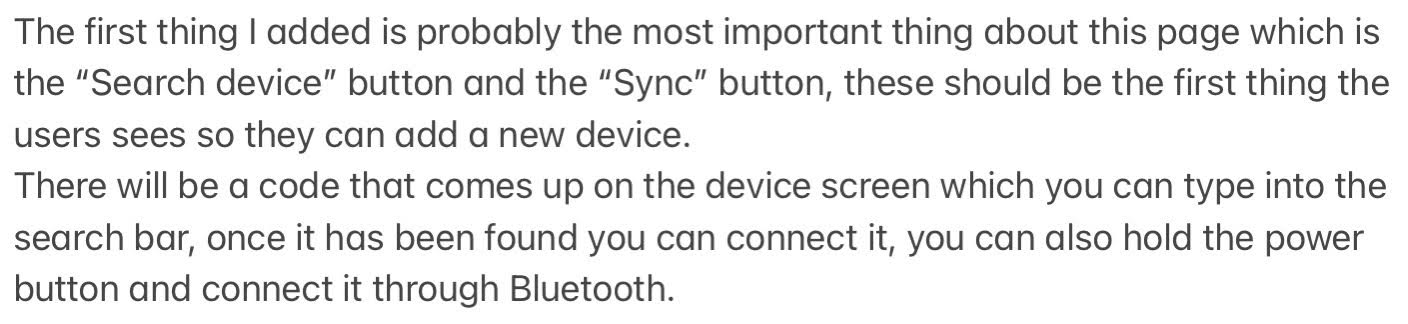 The first thing I added is probably the most important thing about this page which is
the “Search device” button and the “Sync” button, these should be the first thing the
users sees so they can add a new device.
There will be a code that comes up on the device screen which you can type into the
search bar, once it has been found you can connect it, you can also hold the power
button and connect it through Bluetooth.